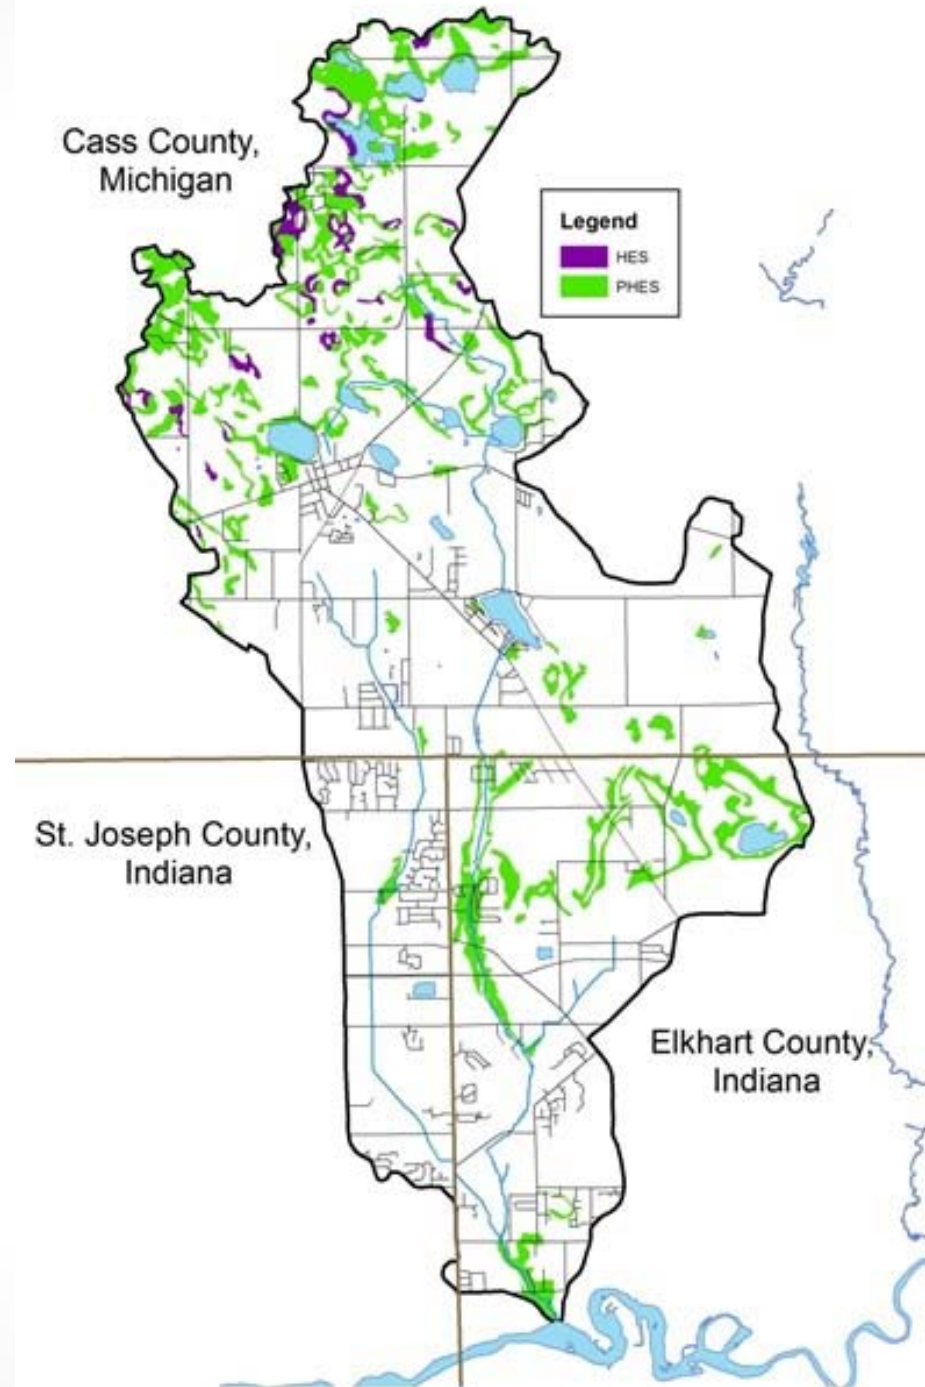 Cass County,
Michigan
Legend
HES
PHES
St. Joseph County,
Indiana
Elkhart County,
Indiana